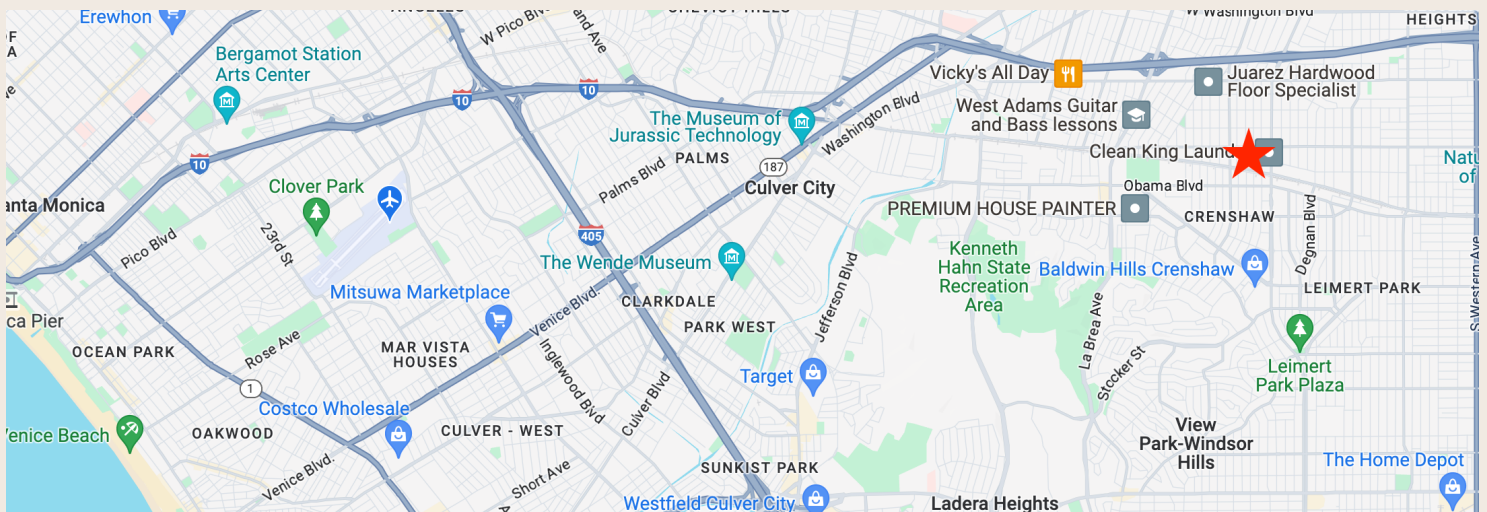 Erewhon
W Pico Blvd
W Washington Blvd
HEIGHTS
Bergamot Station
Arts Center
10
10
10
Vicky's All Day
Juarez Hardwood
Floor Specialist
West Adams Guitar
and Bass lessons
The Museum of
Jurassic Technology
Washington Blvd
PALMS
187
Palms Blvd
Culver City
Clean King Laund
Clover Park
Obama Blvd
PREMIUM HOUSE PAINTER
CRENSHAW
Degnan Blvd
anta Monica
Pico Blvd
23rd St
405
The Wende Museum
Kenneth
Hahn State
Recreation
Area
Baldwin Hills Crenshaw
LEIMERT PARK
S Western Ave
Mitsuwa Marketplace
Venice Blvd.
CLARKDALE
PARK WEST
Jefferson Blvd
La Brea Ave
ca Pier
OCEAN PARK
Rose Ave
MAR VISTA
HOUSES
Inglewood Blvd
Culver Blvd
Target
Stocker St
Leimert
Park Plaza
1
Costco Wholesale
Venice Beach
OAKWOOD
CULVER - WEST
View
Park-Windsor
Hills
Venice Blvd.
Short Ave
SUNKIST PARK
The Home Depot
Westfield Culver City
Ladera Heights